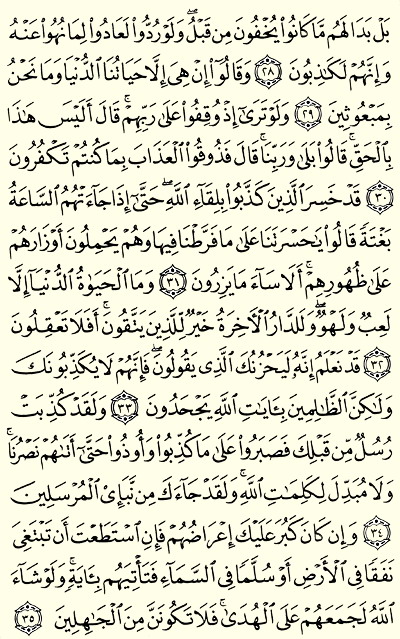 بَلْ بَدَا لَهُم مَّا كَانُوا۟ يُخْفُونَ مِن قَبْلُ ۖ وَلَوْ رُدُّوا۟ لَعَادُوا۟ لِمَا نُهُوا۟ عَنْهُ
وَإِنَّهُمْ لَكَٰذِبُونَ ٢٨ وَقَالُوٓا۟ إِنْ هِىَ إِلَّا حَيَاتُنَا ٱلدُّنْيَا وَمَا نَحْنُ
بِمَبْعُوثِينَ ٢٩ وَلَوْ تَرَىٰٓ إِذْ وُقِفُوا۟ عَلَىٰ رَبِّهِمْ ۚ قَالَ أَلَيْسَ هَٰذَا
بِٱلْحَقِّ ۚ قَالُوا۟ بَلَىٰ وَرَبِّنَا ۚ قَالَ فَذُوقُوا۟ ٱلْعَذَابَ بِمَا كُنتُمْ تَكْفُرُونَ
٣٠ قَدْ خَسِرَ ٱلَّذِينَ كَذَّبُوا۟ بِلِقَآءِ ٱللَّهِ ۖ حَتَّىٰٓ إِذَا جَآءَتْهُمُ ٱلسَّاعَةُ
بَغْتَةً قَالُوا۟ يَٰحَسْرَتَنَا عَلَىٰ مَا فَرَّطْنَا فِيهَا وَهُمْ يَحْمِلُونَ أَوْزَارَهُمْ
عَلَىٰ ظُهُورِهِمْ ۚ أَلَا سَآءَ مَا يَزِرُونَ ٣١ وَمَا ٱلْحَيَوٰةُ ٱلدُّنْيَآ إِلَّا
لَعِبٌ وَلَهْوٌ ۖ وَلَلدَّارُ ٱلْءَاخِرَةُ خَيْرٌ لِّلَّذِينَ يَتَّقُونَ ۗ أَفَلَا تَعْقِلُونَ
٣٢ قَدْ نَعْلَمُ إِنَّهُۥ لَيَحْزُنُكَ ٱلَّذِى يَقُولُونَ ۖ فَإِنَّهُمْ لَا يُكَذِّبُونَكَ
وَلَٰكِنَّ ٱلظَّٰلِمِينَ بِـَٔايَٰتِ ٱللَّهِ يَجْحَدُونَ ٣٣ وَلَقَدْ كُذِّبَتْ
رُسُلٌ مِّن قَبْلِكَ فَصَبَرُوا۟ عَلَىٰ مَا كُذِّبُوا۟ وَأُوذُوا۟ حَتَّىٰٓ أَتَىٰهُمْ نَصْرُنَا ۚ
وَلَا مُبَدِّلَ لِكَلِمَٰتِ ٱللَّهِ ۚ وَلَقَدْ جَآءَكَ مِن نَّبَإِى۟ ٱلْمُرْسَلِينَ
٣٤ وَإِن كَانَ كَبُرَ عَلَيْكَ إِعْرَاضُهُمْ فَإِنِ ٱسْتَطَعْتَ أَن تَبْتَغِىَ
نَفَقًا فِى ٱلْأَرْضِ أَوْ سُلَّمًا فِى ٱلسَّمَآءِ فَتَأْتِيَهُم بِـَٔايَةٍ ۚ وَلَوْ شَآءَ
ٱللَّهُ لَجَمَعَهُمْ عَلَى ٱلْهُدَىٰ ۚ فَلَا تَكُونَنَّ مِنَ ٱلْجَٰهِلِينَ ٣٥